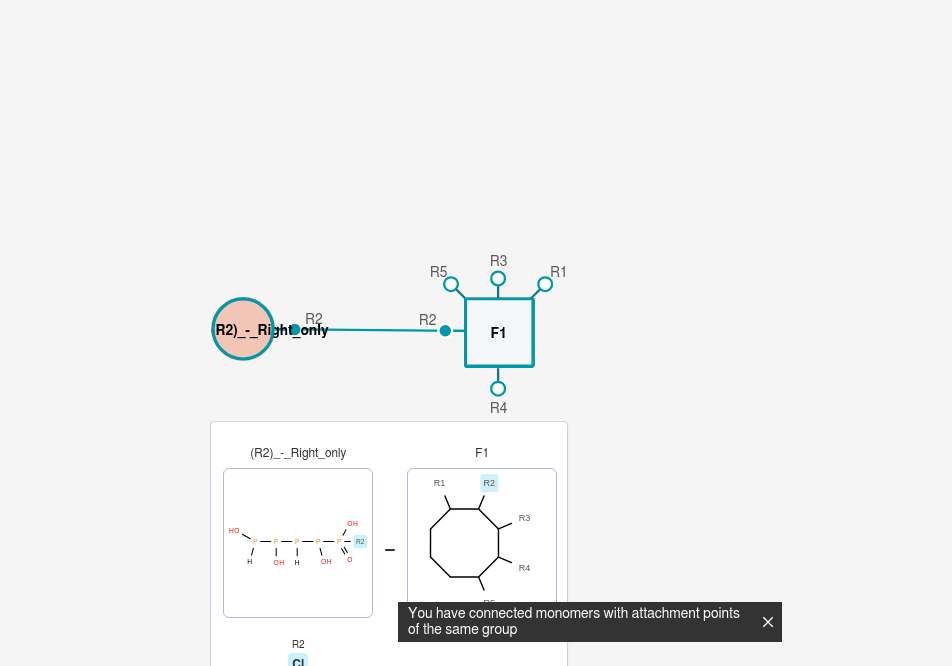 R5
R3
R1
R2
R2
(R2)_-_Right_only
F1
R4
(R2)_-_Right_only
F1
R1
R2
R3
R4
R5
HO
P
P
P
P
P
OH
R2
H
OH
H
OH
O
You have connected monomers with attachment points
of the same group
R2
Cl